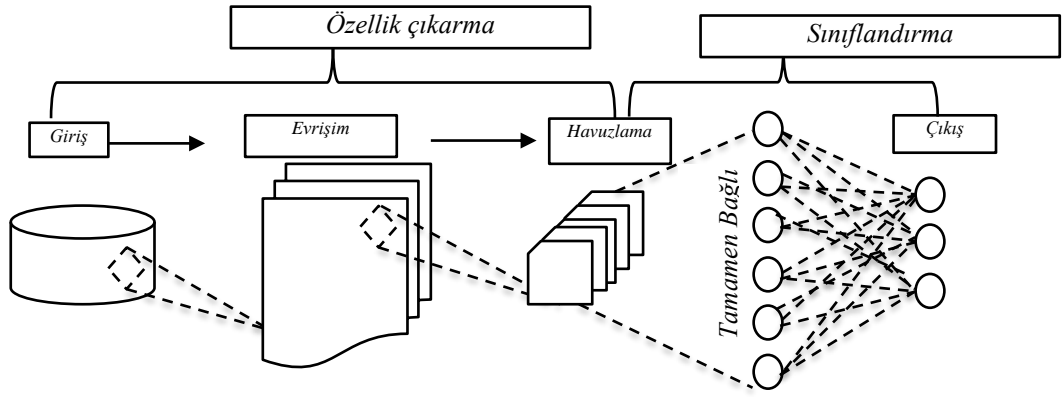 Özellik çıkarma
Sınıflandırma
Giriş
Evrişim
Havuzlama
Çıkış
Tamamen Bağlı